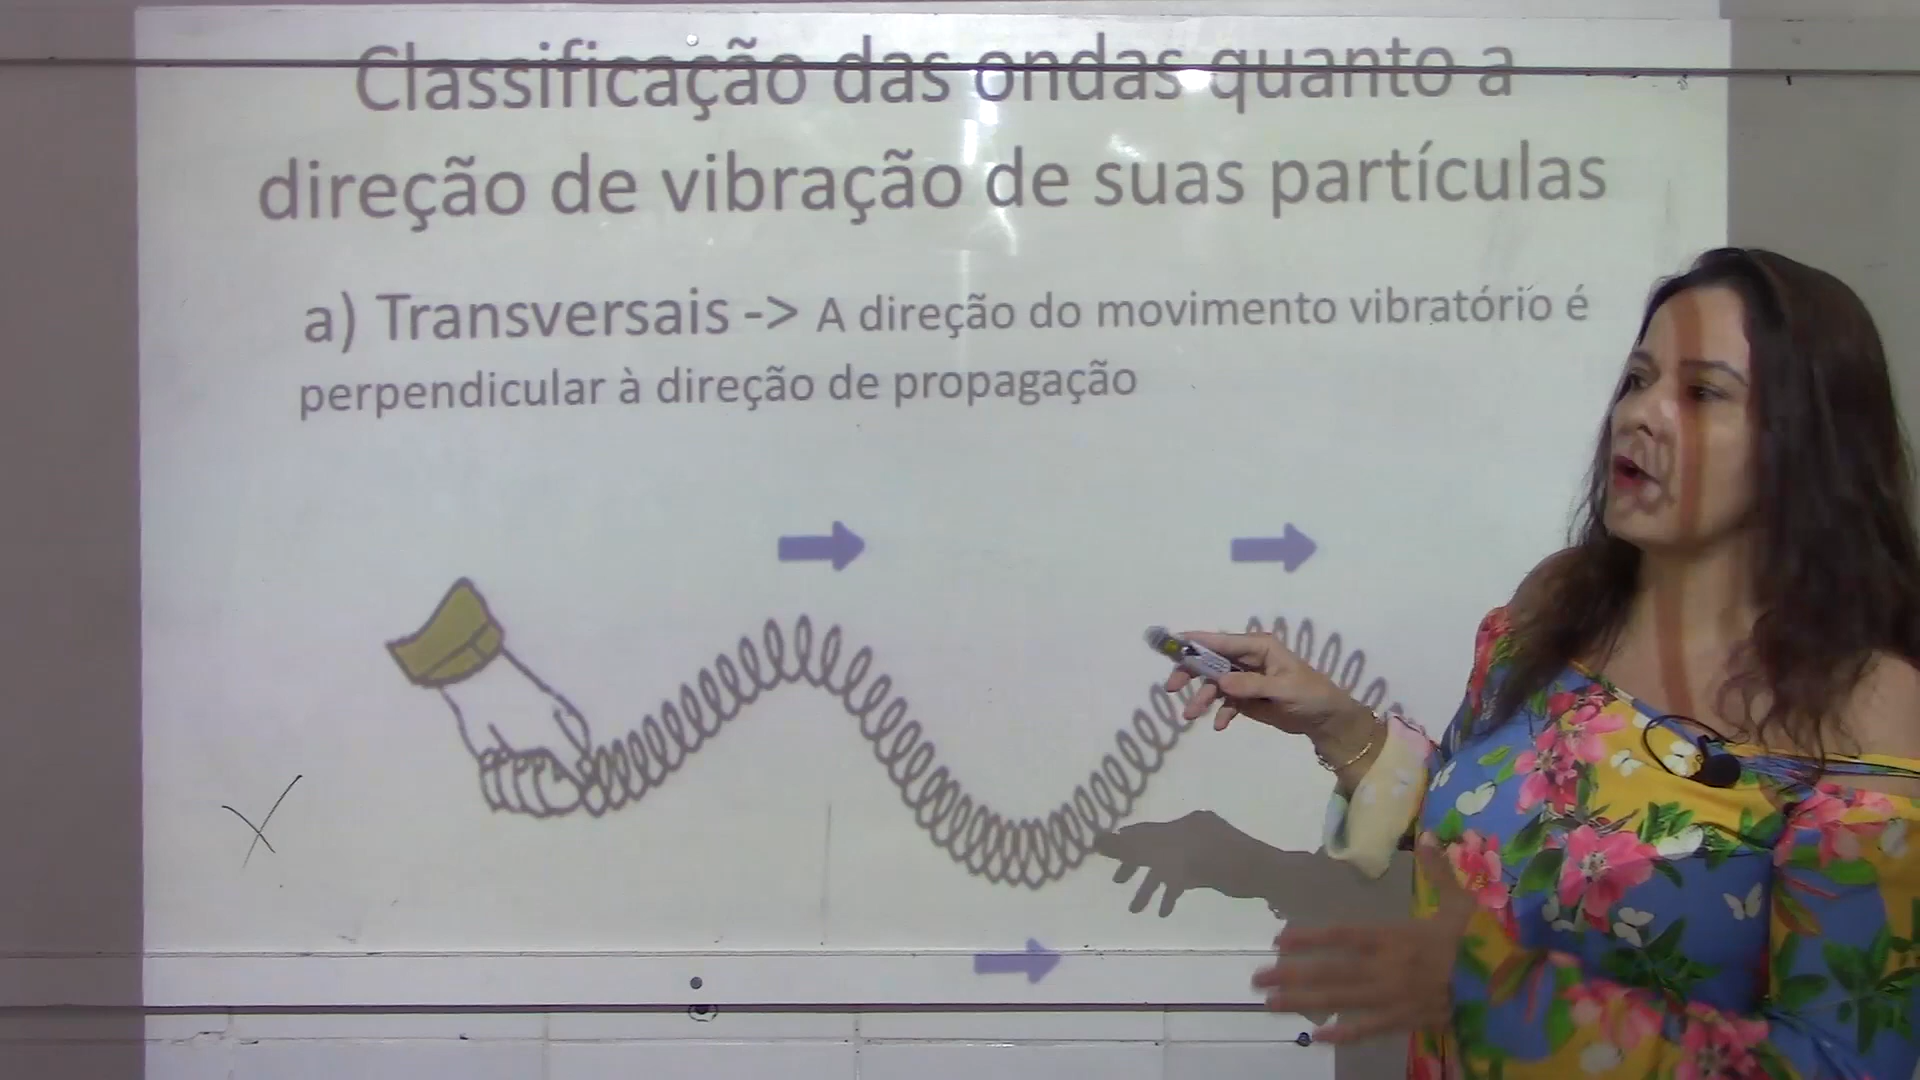 Classificação das ondas quanto a
direção de vibração de suas partículas
a) Transversais -> A direção do movimento vibratório é
perpendicular à direção de propagação